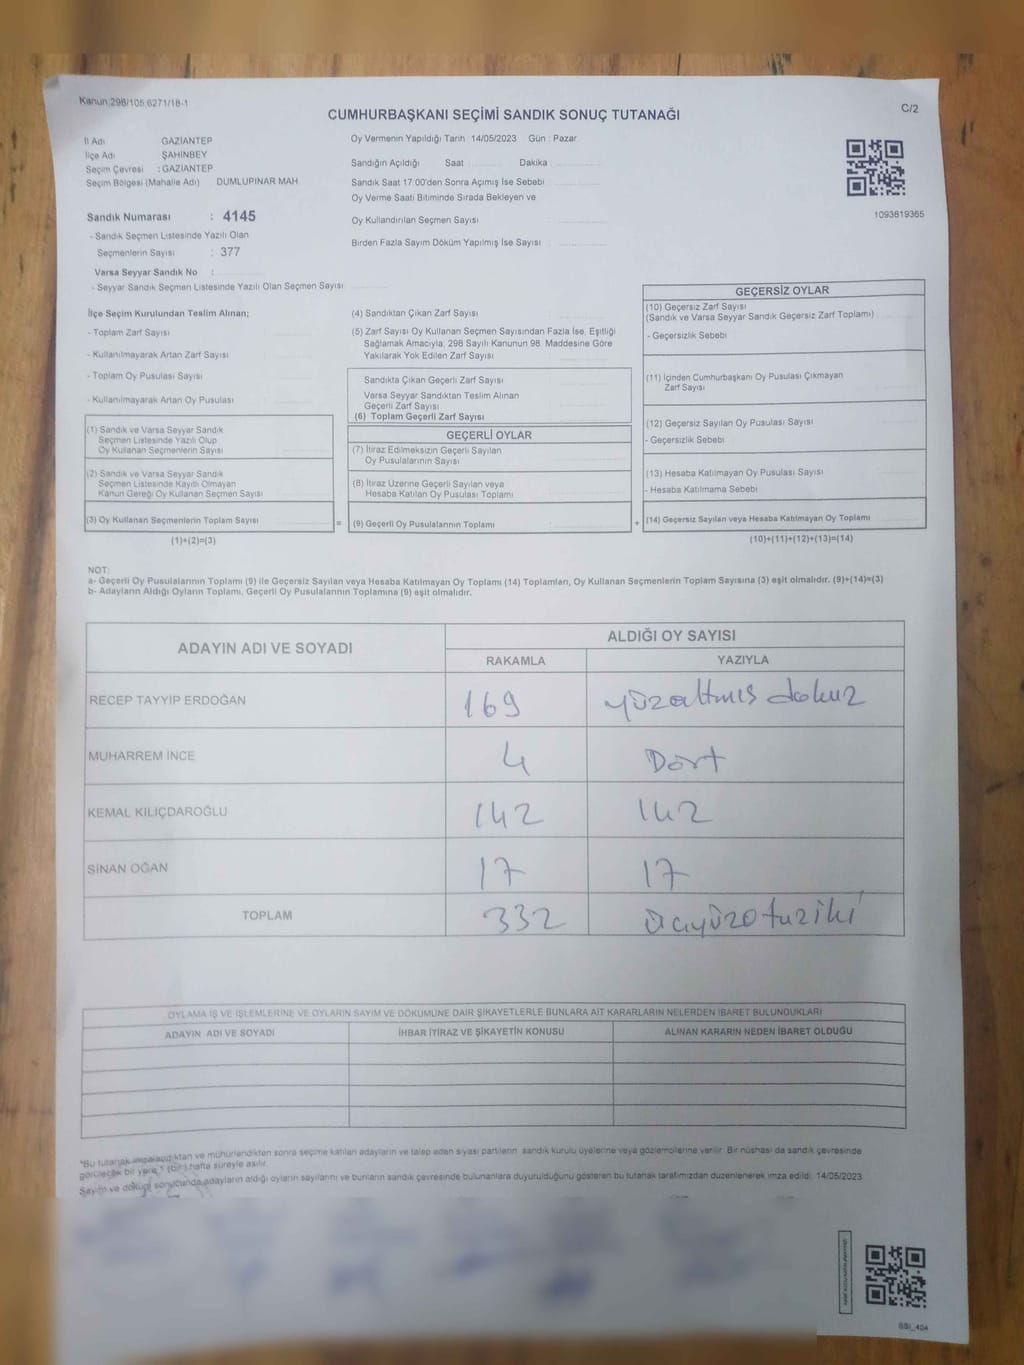 Kanun:298/105,6271/18-1
C/2
CUMHURBAŞKANI SEÇİMİ SANDIK SONUÇ TUTANAĞI
İl Adı GAZİANTEP
İlçe Adı ŞAHİNBEY
Seçim Çevresi : GAZİANTEP
Seçim Bölgesi (Mahalle Adı) DUMLUPINAR MAH
Oy Vermenin Yapıldığı Tarih 14/05/2023 Gün : Pazar
Sandığın Açıldığı Saat Dakika
Sandık Saat 17:00'den Sonra Açımış İse Sebebi
Oy Verme Saati Bitiminde Sırada Bekleyen ve
Oy Kullandırılan Seçmen Sayısı
Birden Fazla Sayım Döküm Yapılmış İse Sayısı
1093819365
Sandık Numarası : 4145
- Sandık Seçmen Listesinde Yazılı Olan
Seçmenlerin Sayısı : 377
Varsa Seyyar Sandık No :
- Seyyar Sandık Seçmen Listesinde Yazılı Olan Seçmen Sayısı
İlçe Seçim Kurulundan Teslim Alınan;
- Toplam Zarf Sayısı
- Kullanılmayarak Artan Zarf Sayısı
- Toplam Oy Pusulası Sayısı
- Kullanılmayarak Artan Oy Pusulası
(1) Sandık ve Varsa Seyyar Sandık
Seçmen Listesinde Yazılı Olup
Oy Kullanan Seçmenlerin Sayısı
(2) Sandık ve Varsa Seyyar Sandık
Seçmen Listesinde Kayıtlı Olmayan
Kanun Gereği Oy Kullanan Seçmen Sayısı
(3) Oy Kullanan Seçmenlerin Toplam Sayısı
(1)+(2)=(3)
(4) Sandıktan Çıkan Zarf Sayısı
(5) Zarf Sayısı Oy Kullanan Seçmen Sayısından Fazla İse, Eşitliği
Sağlamak Amacıyla, 298 Sayılı Kanunun 98. Maddesine Göre
Yakılarak Yok Edilen Zarf Sayısı
Sandıkta Çıkan Geçerli Zarf Sayısı
Varsa Seyyar Sandıktan Teslim Alınan
Geçerli Zarf Sayısı
(6) Toplam Geçerli Zarf Sayısı
GEÇERLİ OYLAR
(7) İtiraz Edilmeksizin Geçerli Sayılan
Oy Pusulalarının Sayısı
(8) İtiraz Üzerine Geçerli Sayılan veya
Hesaba Katılan Oy Pusulası Toplamı
= (9) Geçerli Oy Pusulalarının Toplamı +
GEÇERSİZ OYLAR
(10) Geçersiz Zarf Sayısı
(Sandık ve Varsa Seyyar Sandık Geçersiz Zarf Toplamı)
- Geçersizlik Sebebi
(11) İçinden Cumhurbaşkanı Oy Pusulası Çıkmayan
Zarf Sayısı
(12) Geçersiz Sayılan Oy Pusulası Sayısı
- Geçersizlik Sebebi
(13) Hesaba Katılmayan Oy Pusulası Sayısı
- Hesaba Katılmama Sebebi
(14) Geçersiz Sayılan veya Hesaba Katılmayan Oy Toplamı
(10)+(11)+(12)+(13)=(14)
NOT:
a- Geçerli Oy Pusulalarının Toplamı (9) ile Geçersiz Sayılan veya Hesaba Katılmayan Oy Toplamı (14) Toplamları, Oy Kullanan Seçmenlerin Toplam Sayısına (3) eşit olmalıdır. (9)+(14)=(3)
b- Adayların Aldığı Oyların Toplamı, Geçerli Oy Pusulalarının Toplamına (9) eşit olmalıdır.
ADAYIN ADI VE SOYADI
ALDIĞI OY SAYISI
RAKAMLA YAZIYLA
RECEP TAYYİP ERDOĞAN 169 yüzaltmış dokuz
MUHARREM İNCE 4 Dört
KEMAL KILIÇDAROĞLU 142 142
SİNAN OĞAN 17 17
TOPLAM 332 üçyüzotuziki
OYLAMA İŞ VE İŞLEMLERİNE VE OYLARIN SAYIM VE DÖKÜMÜNE DAİR ŞİKAYETLERLE BUNLARA AİT KARARLARIN NELERDEN İBARET BULUNDUKLARI
ADAYIN ADI VE SOYADI İHBAR İTİRAZ VE ŞİKAYETİN KONUSU ALINAN KARARIN NEDEN İBARET OLDUĞU
*Bu tutanak imzalandıktan ve mühürlendikten sonra seçime katılan adayların ve talep eden siyasi partilerin sandık kurulu üyelerine veya gözlemcilerine verilir. Bir nüshası da sandık çevresinde
görülecek bir yere 1 (bir) hafta süreyle asılır.
Sayım ve döküm sonucunda adayların aldığı oyların sayılarını ve bunların sandık çevresinde bulunanlara duyurulduğunu gösteren bu tutanak tarafımızdan düzenlenerek imza edildi. 14/05/2023
SSI_404